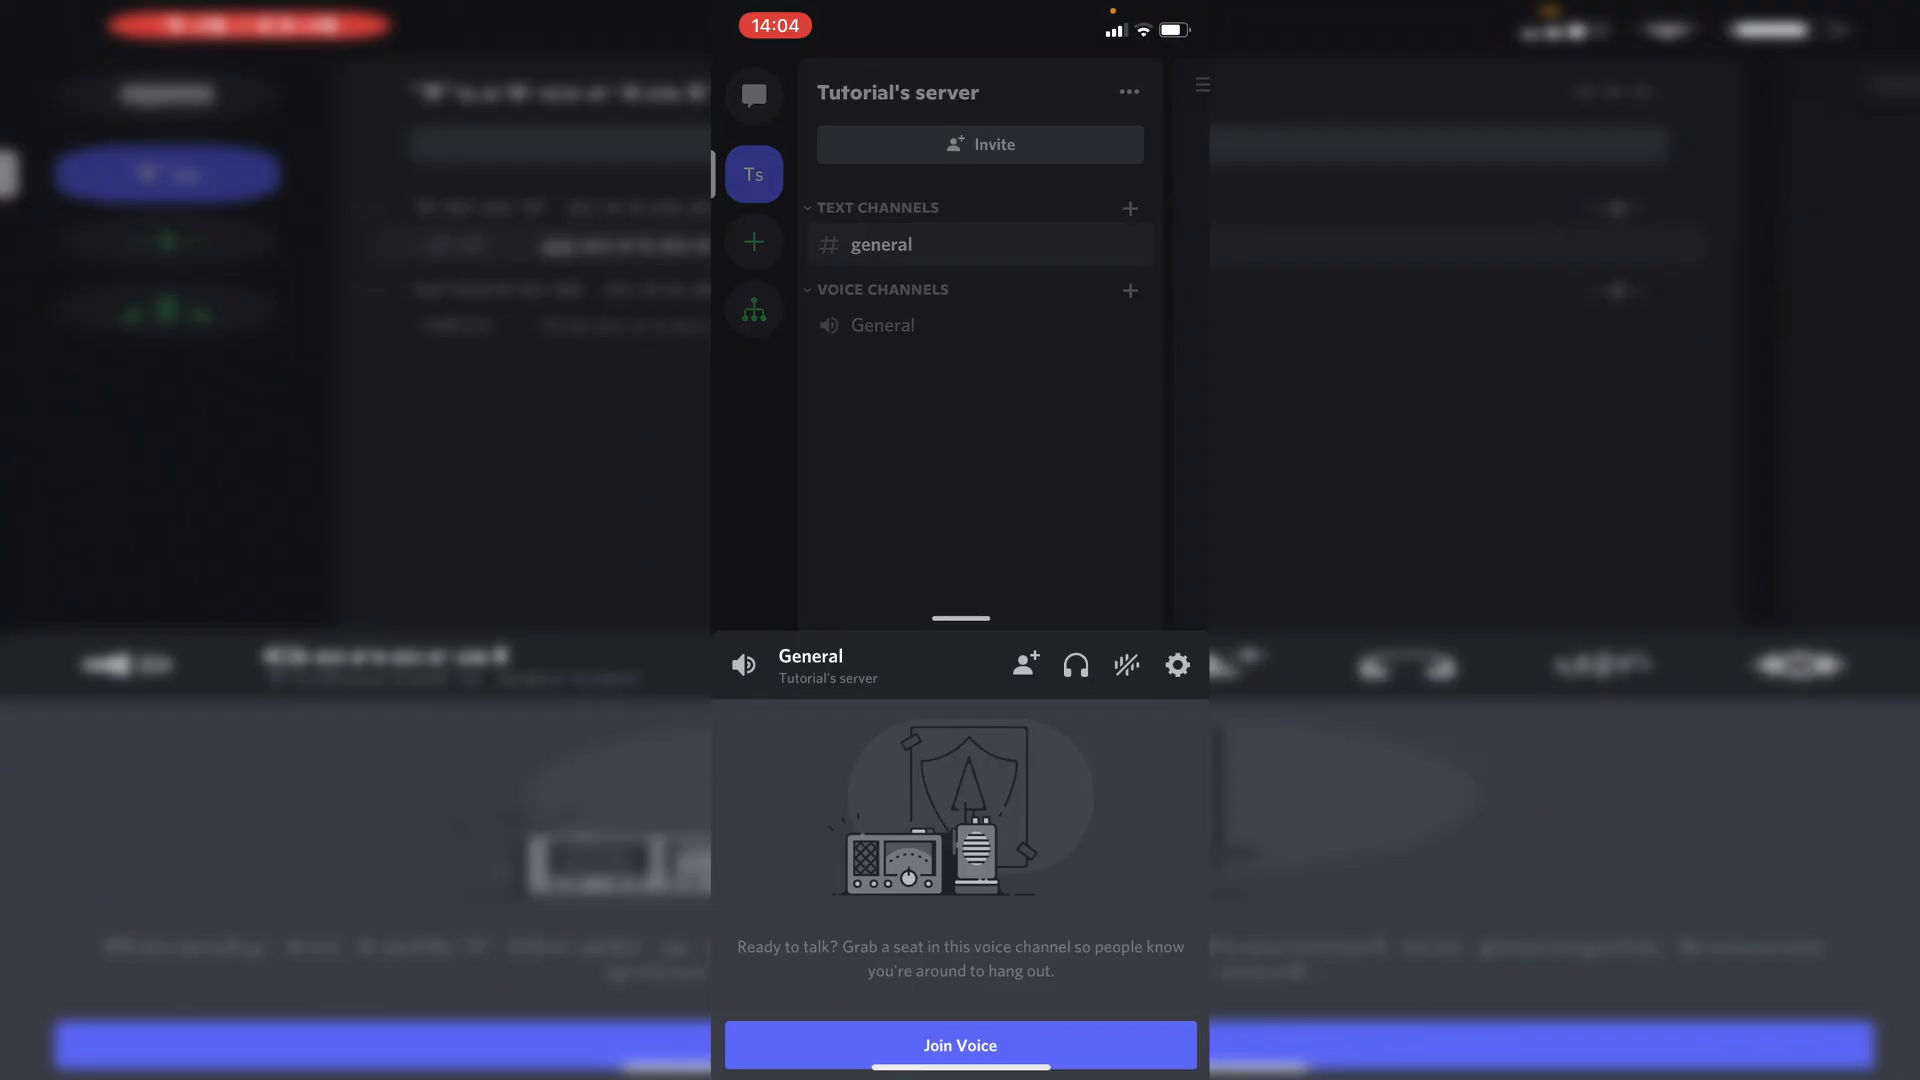 14:04
Tutorial's server
Invite
Ts
TEXT CHANNELS
general
VOICE CHANNELS
General
General
Tutorial's server
Ready to talk? Grab a seat in this voice channel so people know
you're around to hang out.
Join Voice